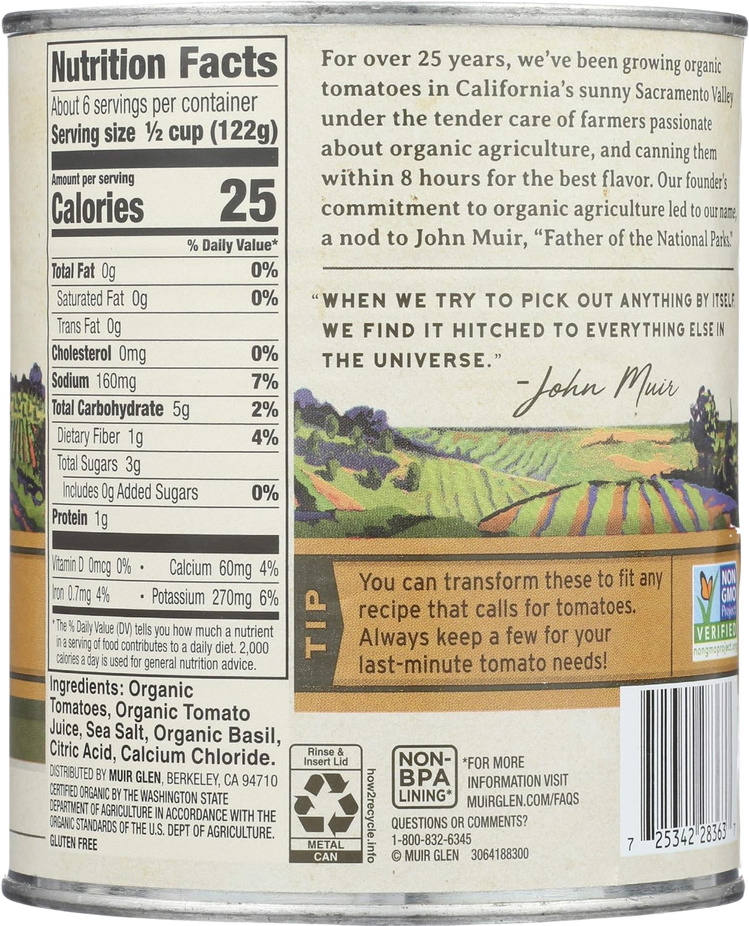 Nutrition Facts
About 6 servings per container
Serving size ½ cup (122g)
Amount per serving
Calories 25
% Daily Value*
Total Fat 0g 0%
Saturated Fat 0g 0%
Trans Fat 0g
Cholesterol 0mg 0%
Sodium 160mg 7%
Total Carbohydrate 5g 2%
Dietary Fiber 1g 4%
Total Sugars 3g
Includes 0g Added Sugars 0%
Protein 1g
Vitamin D 0mcg 0% • Calcium 60mg 4%
Iron 0.7mg 4% • Potassium 270mg 6%
*The % Daily Value (DV) tells you how much a nutrient
in a serving of food contributes to a daily diet. 2,000
calories a day is used for general nutrition advice.
Ingredients: Organic
Tomatoes, Organic Tomato
Juice, Sea Salt, Organic Basil,
Citric Acid, Calcium Chloride.
DISTRIBUTED BY MUIR GLEN, BERKELEY, CA 94710
CERTIFIED ORGANIC BY THE WASHINGTON STATE
DEPARTMENT OF AGRICULTURE IN ACCORDANCE WITH THE
ORGANIC STANDARDS OF THE U.S. DEPT OF AGRICULTURE.
GLUTEN FREE
For over 25 years, we've been growing organic
tomatoes in California's sunny Sacramento Valley
under the tender care of farmers passionate
about organic agriculture, and canning them
within 8 hours for the best flavor. Our founder's
commitment to organic agriculture led to our name,
a nod to John Muir, “Father of the National Parks.”
“WHEN WE TRY TO PICK OUT ANYTHING BY ITSELF,
WE FIND IT HITCHED TO EVERYTHING ELSE IN
THE UNIVERSE.”
-John Muir
TIP
You can transform these to fit any
recipe that calls for tomatoes.
Always keep a few for your
last-minute tomato needs!
NON
GMO
Project
VERIFIED
nongmoproject.org
Rinse &
Insert Lid
METAL
CAN
how2recycle.info
NON-
BPA
LINING*
*FOR MORE
INFORMATION VISIT
MUIRGLEN.COM/FAQS
QUESTIONS OR COMMENTS?
1-800-832-6345
© MUIR GLEN 3064188300
7 25342 28363 7